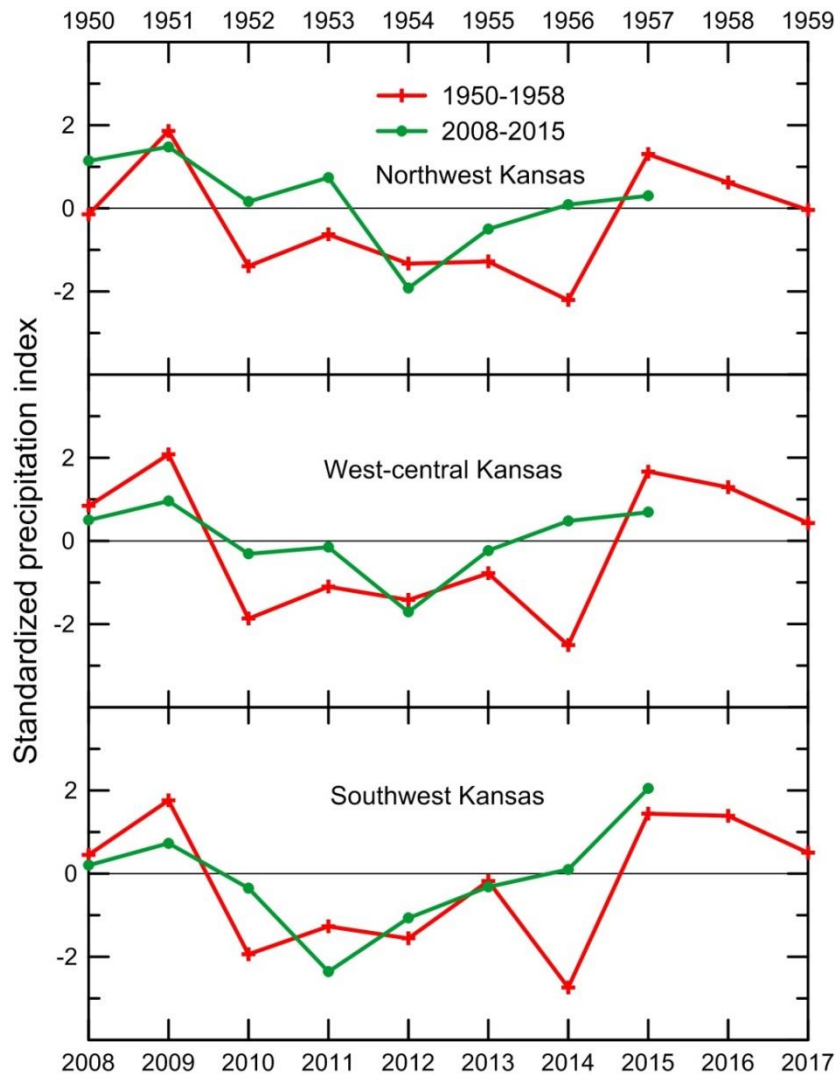 1950 1951 1952 1953 1954 1955 1956 1957 1958 1959
1950-1958
2008-2015
Northwest Kansas
2
0
-2
West-central Kansas
2
0
-2
Southwest Kansas
2
0
-2
Standardized precipitation index
2008 2009 2010 2011 2012 2013 2014 2015 2016 2017